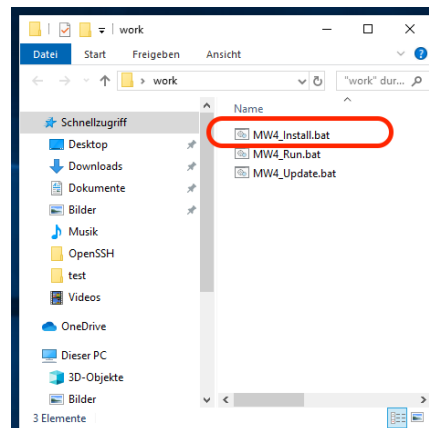 work
Datei Start Freigeben Ansicht
work "work" dur...
Name
Schnellzugriff
MW4_Install.bat
Desktop
MW4_Run.bat
Downloads
MW4_Update.bat
Dokumente
Bilder
Musik
OpenSSH
test
Videos
OneDrive
Dieser PC
3D-Objekte
Bilder
3 Elemente